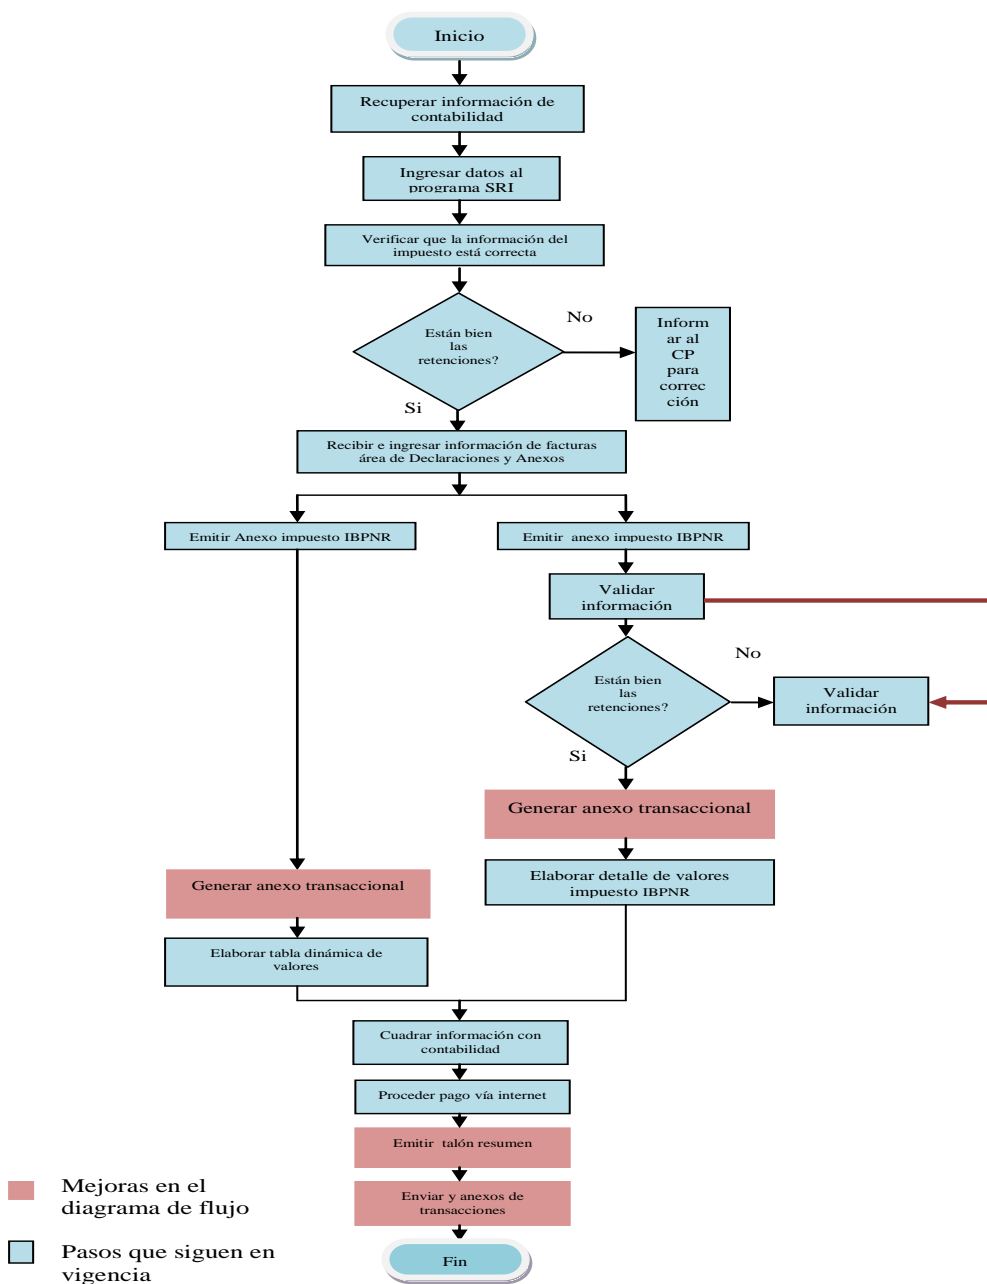 Inicio
Recuperar información de
contabilidad
Ingresar datos al
programa SRI
Verificar que la información del
impuesto está correcta
Están bien
las
retenciones?
No
Inform
ar al
CP
para
correc
ción
Si
Recibir e ingresar información de facturas
área de Declaraciones y Anexos
Emitir Anexo impuesto IBPNR
Emitir anexo impuesto IBPNR
Validar
información
Están bien
las
retenciones?
No
Validar
información
Si
Generar anexo transaccional
Elaborar detalle de valores
impuesto IBPNR
Generar anexo transaccional
Elaborar tabla dinámica de
valores
Cuadrar información con
contabilidad
Proceder pago vía internet
Emitir talón resumen
Enviar y anexos de
transacciones
Fin
Mejoras en el
diagrama de flujo
Pasos que siguen en
vigencia